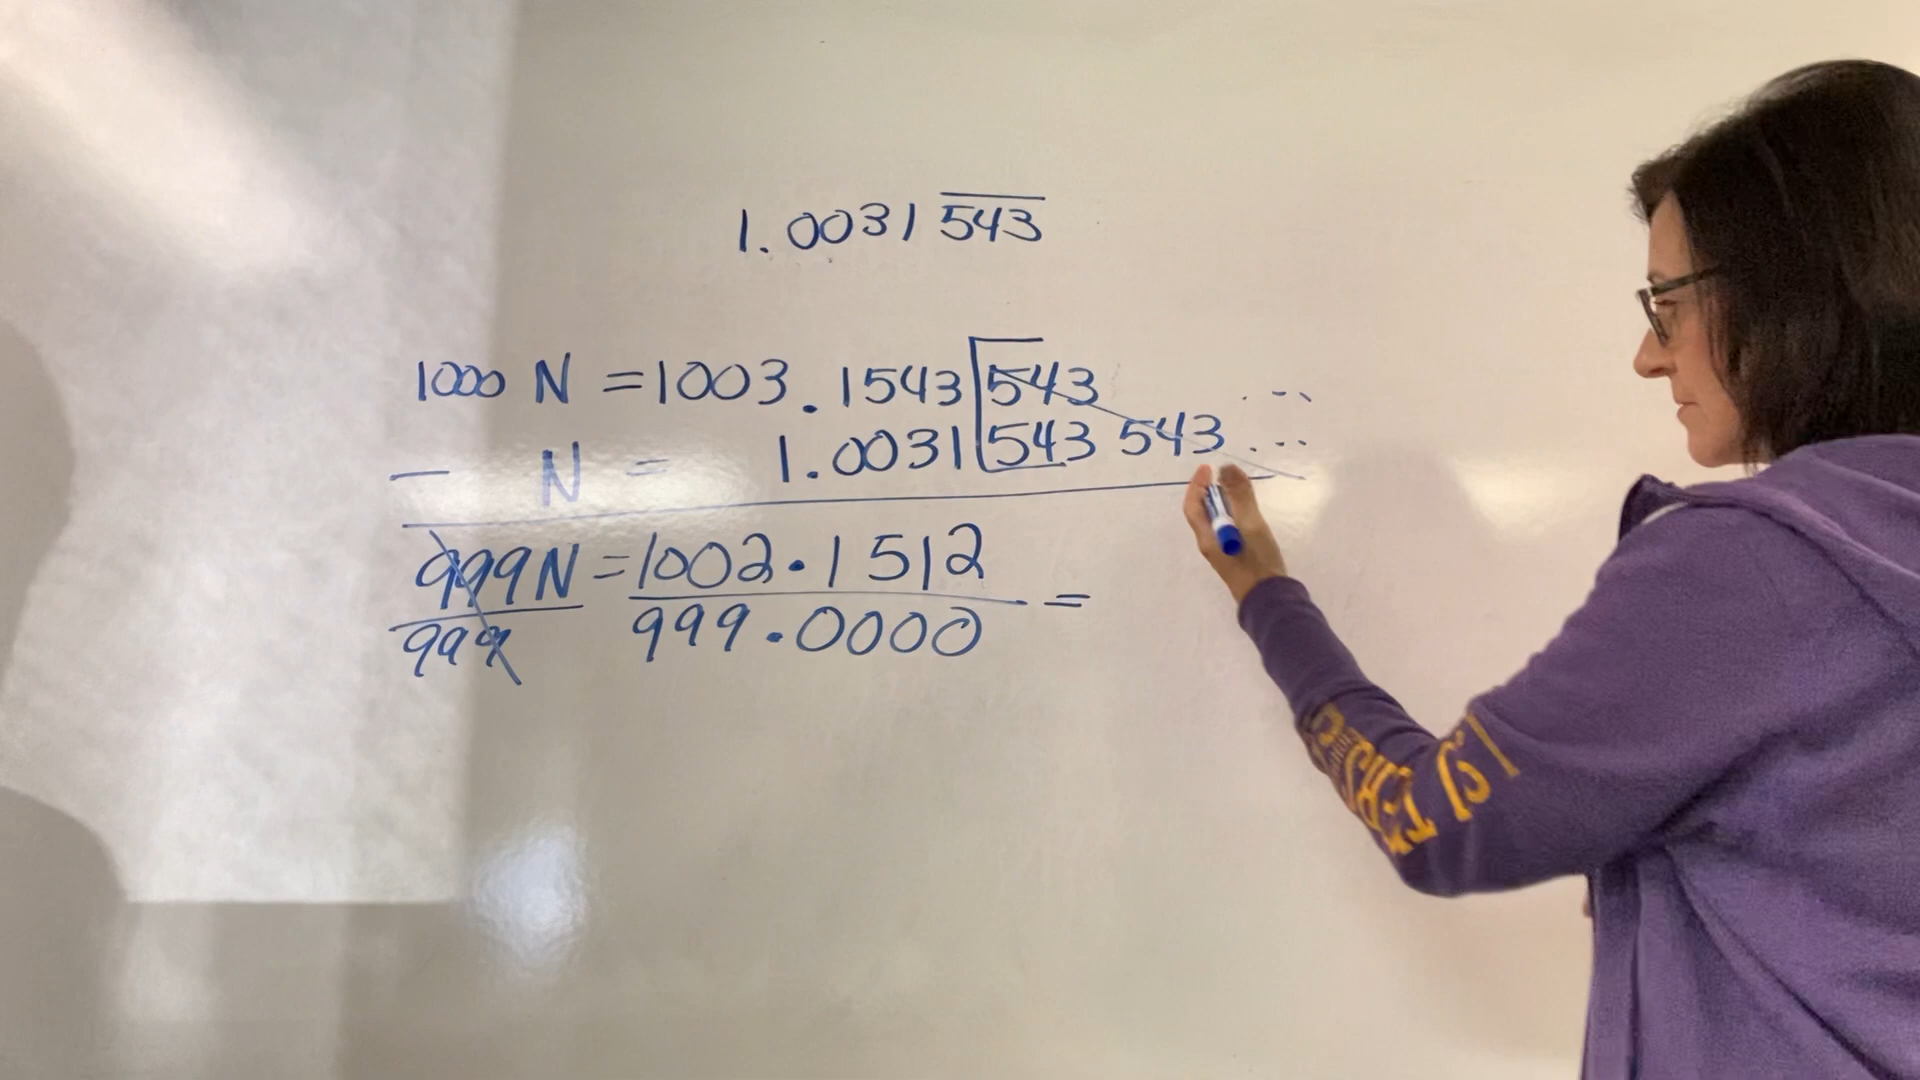 1.0031543
1000 N = 1003.1543 543 ...
- N = 1.0031 543 543...
999N = 1002.1512 =
999 999.0000